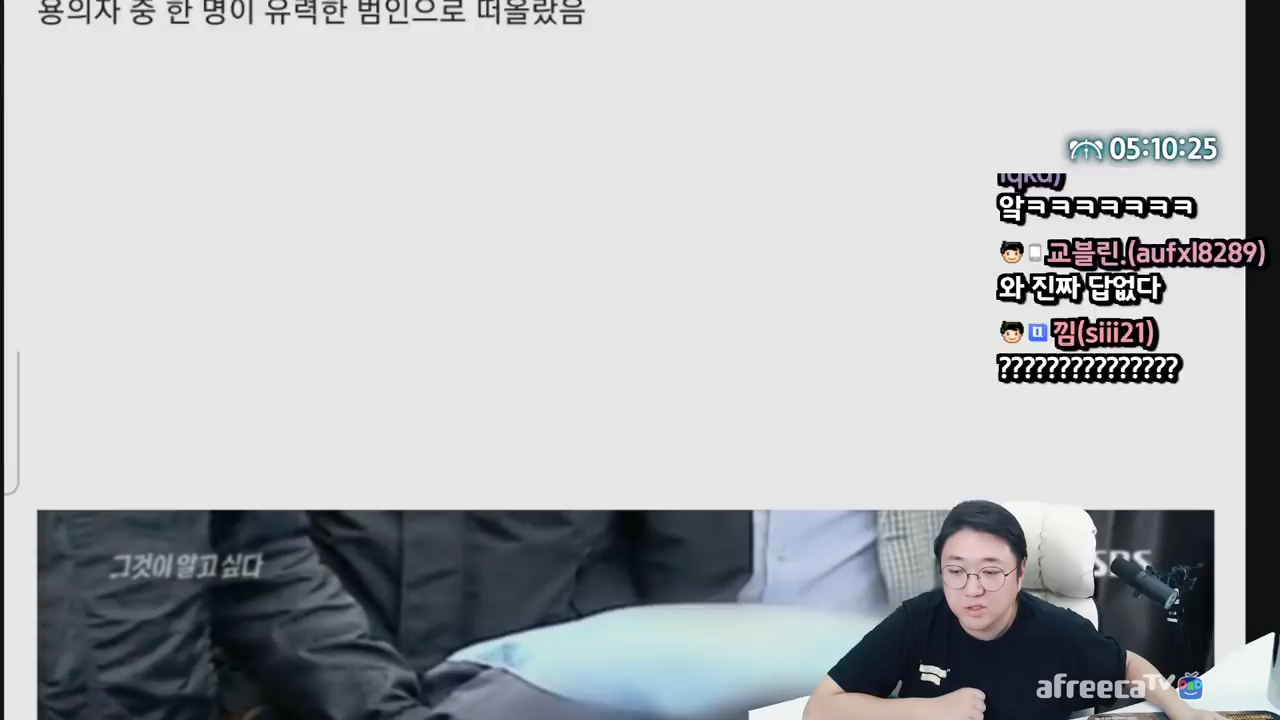 용의자 중 한 명이 유력한 범인으로 떠올랐음
05:10:25
앜ㅋㅋㅋㅋㅋㅋㅋ
교블린.(aufxl8289)
와 진짜 답없다
낌(siii21)
???????????????
그것이 알고 싶다
SBS
afreecaTV